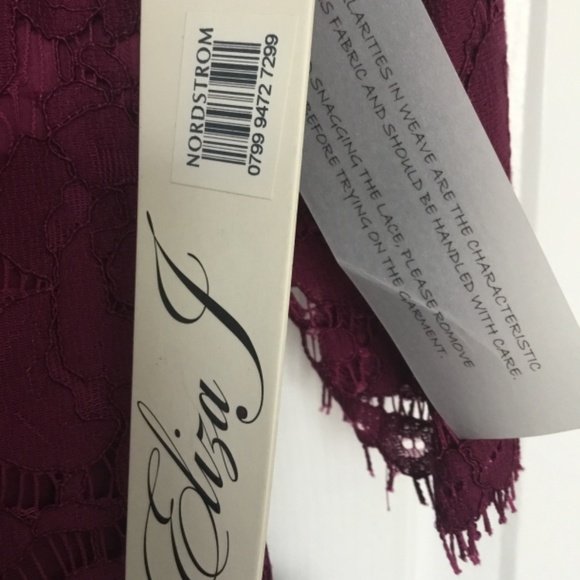 NORDSTROM
0799 9472 7299
Eliza J
LARITIES IN WEAVE ARE THE CHARACTERISTIC
S FABRIC AND SHOULD BE HANDLED WITH CARE.
SNAGGING THE LACE, PLEASE ROMOVE
BEFORE TRYING ON THE GARMENT.